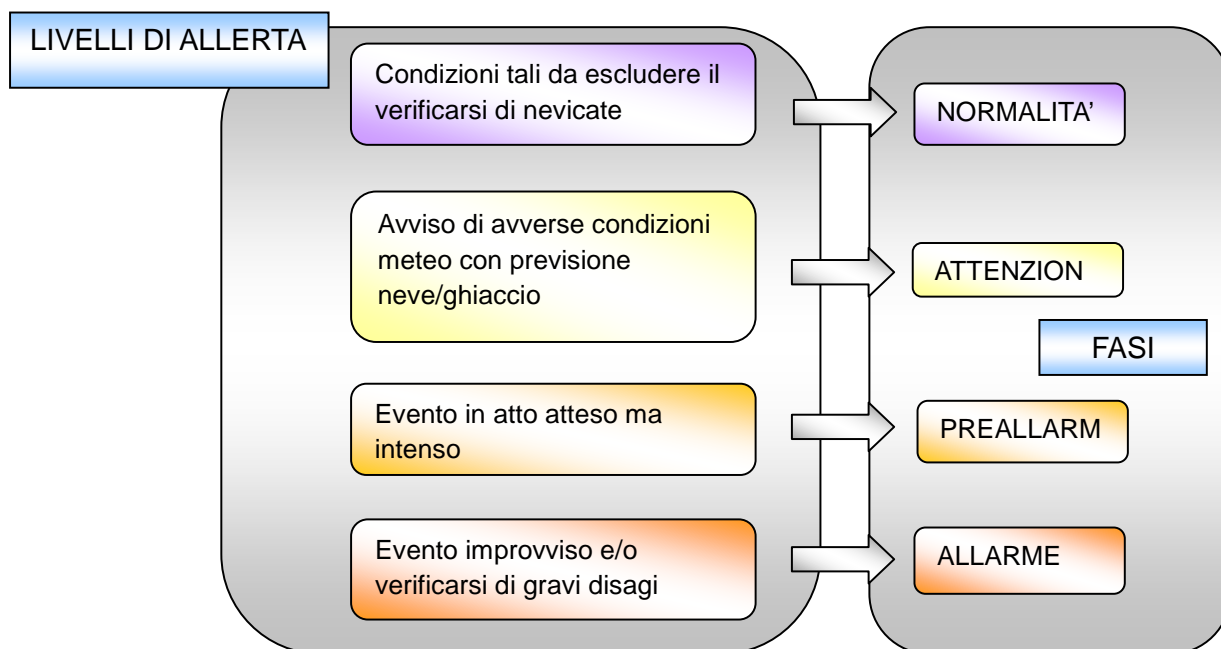 LIVELLI DI ALLERTA
Condizioni tali da escludere il
verificarsi di nevicate
NORMALITA’
Avviso di avverse condizioni
meteo con previsione
neve/ghiaccio
ATTENZION
FASI
Evento in atto atteso ma
intenso
PREALLARM
Evento improvviso e/o
verificarsi di gravi disagi
ALLARME